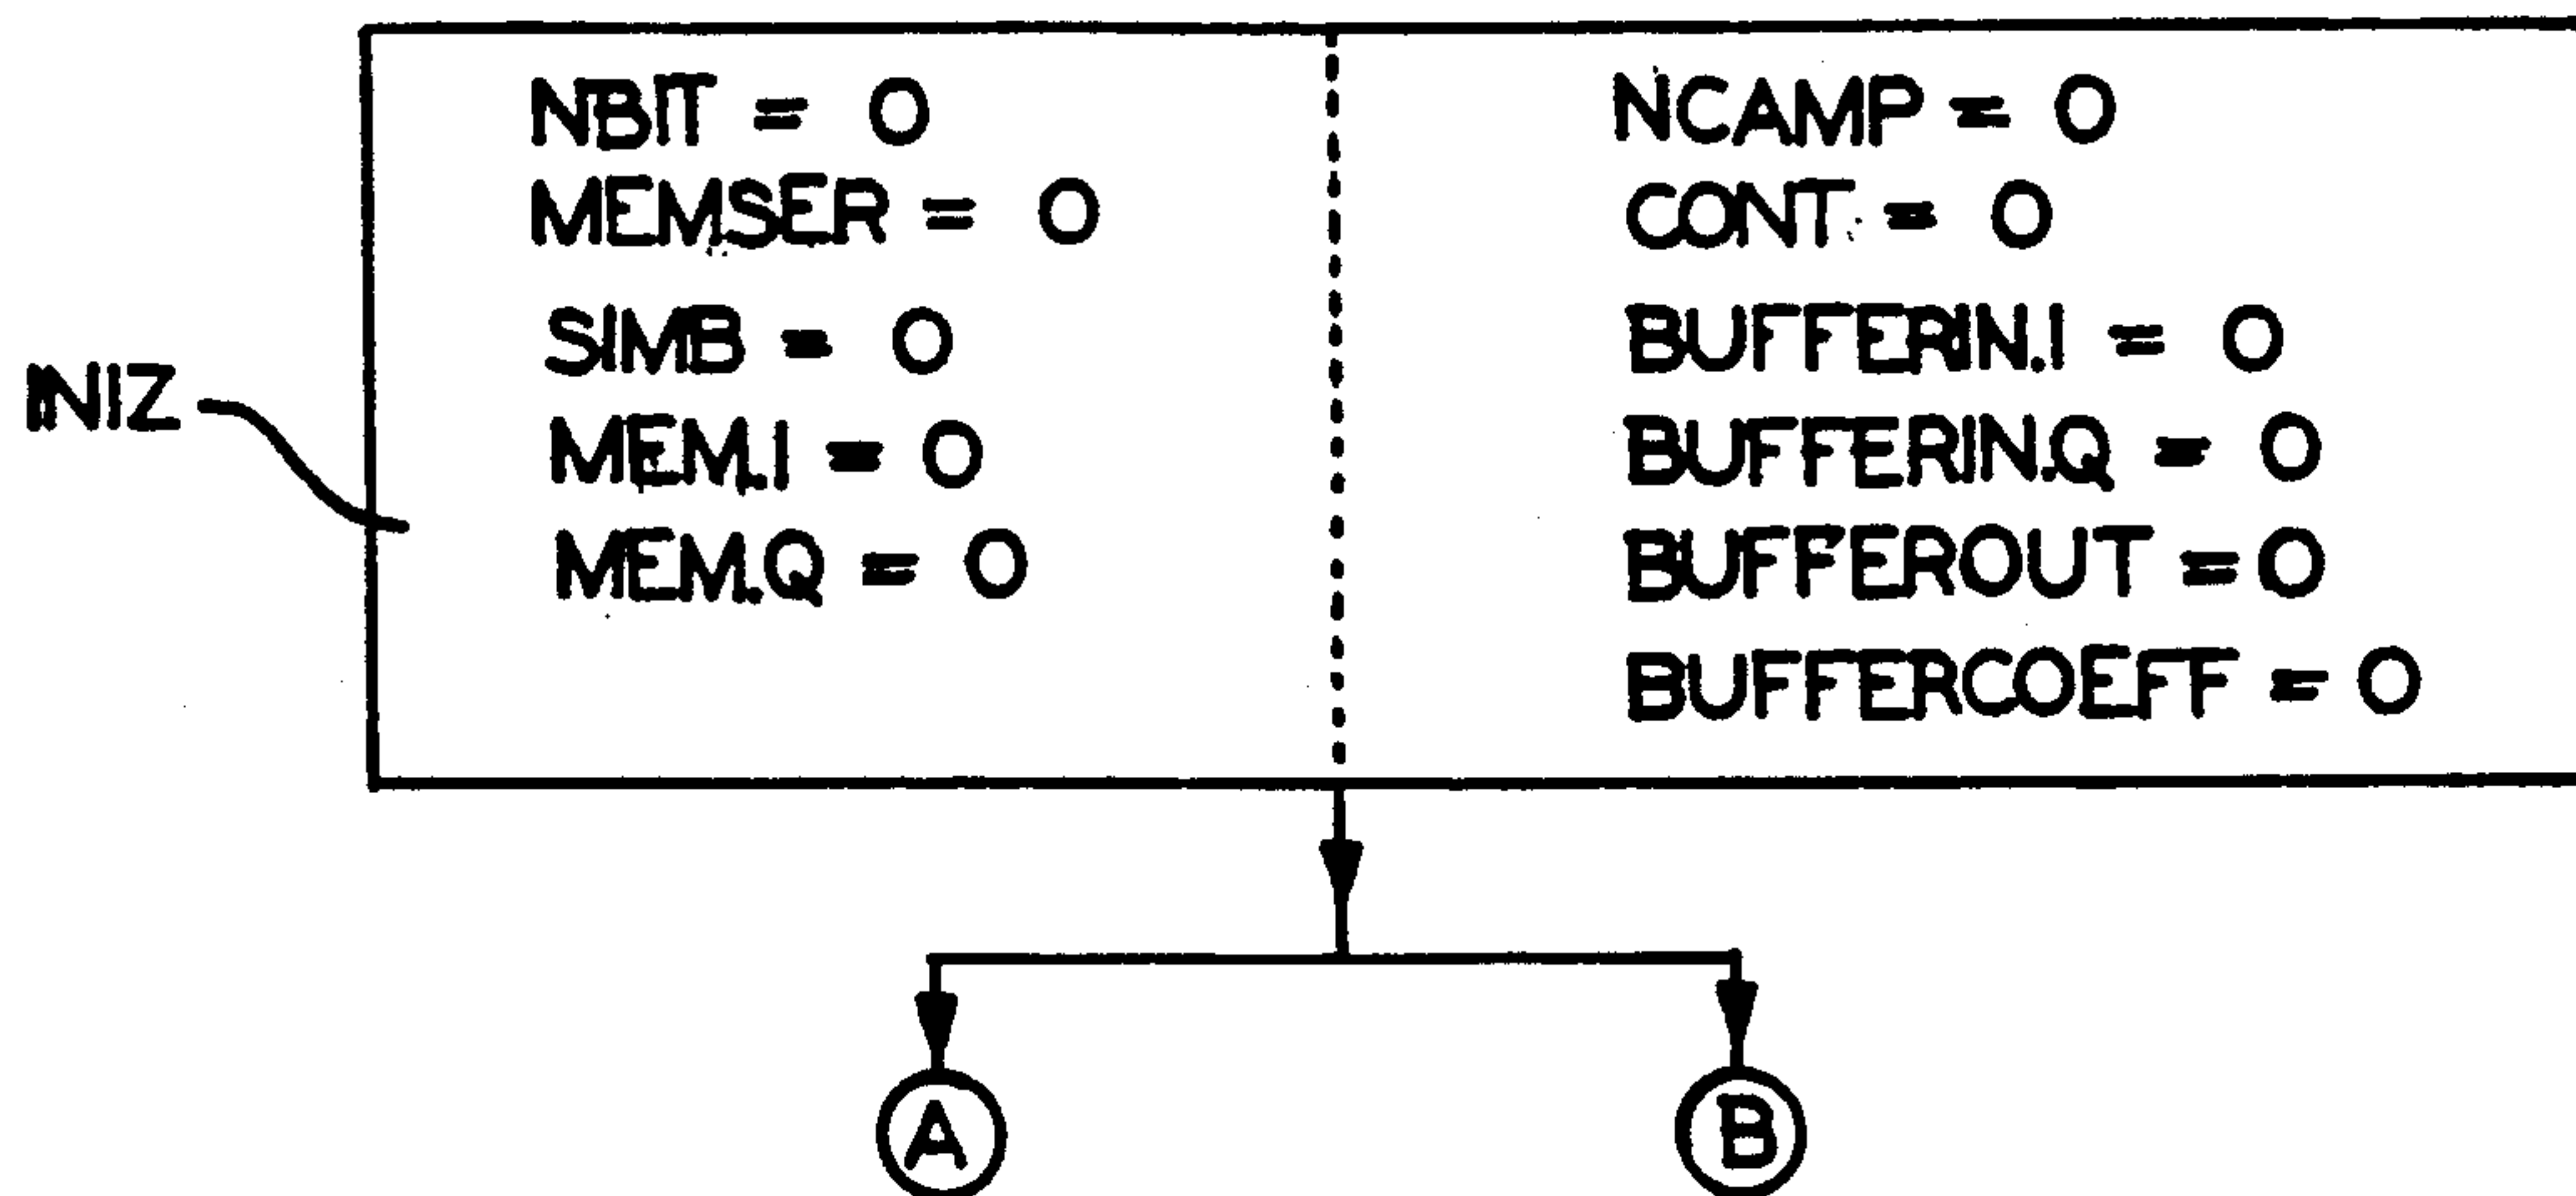 NBIT = 0
MEMSER = 0
SIMB = 0
MEM.I = 0
MEM.Q = 0
NCAMP = 0
CONT = 0
BUFFERIN.I = 0
BUFFERIN.Q = 0
BUFFEROUT = 0
BUFFERCOEFF = 0
INIZ
A
B